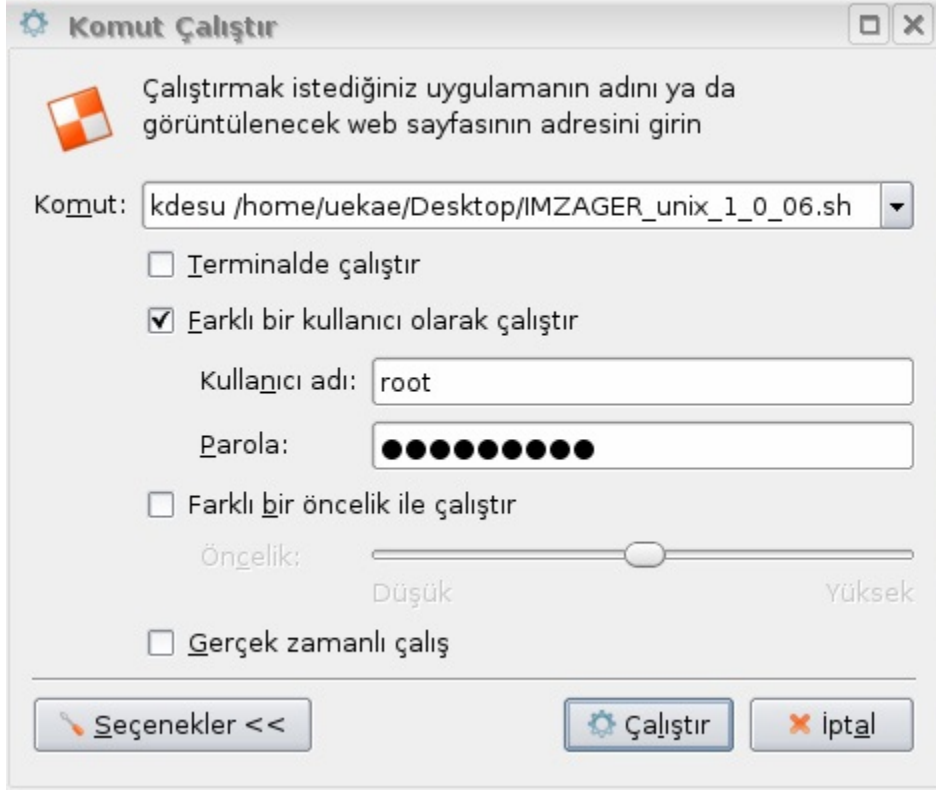 Komut Çalıştır
Çalıştırmak istediğiniz uygulamanın adını ya da
görüntülenecek web sayfasının adresini girin
Komut: kdesu /home/uekae/Desktop/IMZAGER_unix_1_0_06.sh
Terminalde çalıştır
Farklı bir kullanıcı olarak çalıştır
Kullanıcı adı: root
Parola: ●●●●●●●●●
Farklı bir öncelik ile çalıştır
Öncelik:
Düşük Yüksek
Gerçek zamanlı çalış
Seçenekler << Çalıştır İptal